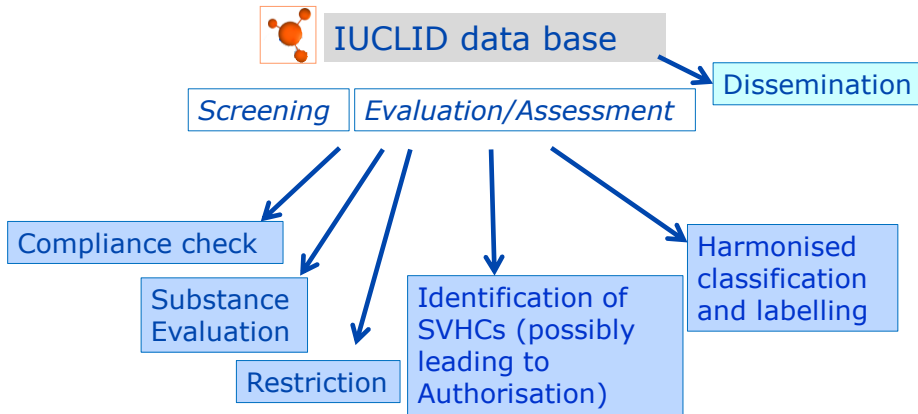 IUCLID data base
Dissemination
Screening
Evaluation/Assessment
Compliance check
Harmonised
classification
and labelling
Substance
Evaluation
Identification of
SVHCs (possibly
leading to
Authorisation)
Restriction